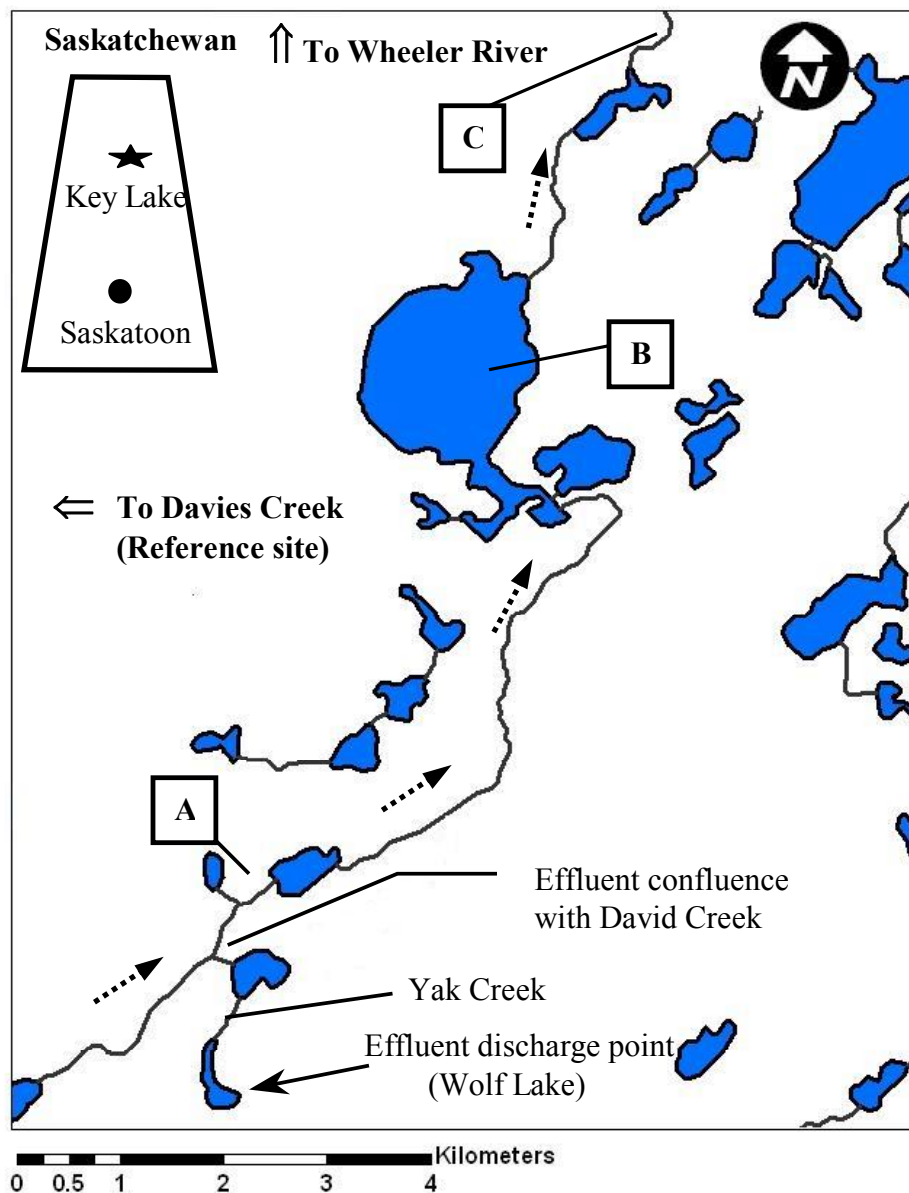 Saskatchewan
⇑ To Wheeler River
N
C
Key Lake
Saskatoon
B
⇐ To Davies Creek
(Reference site)
A
Effluent confluence
with David Creek
Yak Creek
Effluent discharge point
(Wolf Lake)
Kilometers
0 0.5 1 2 3 4